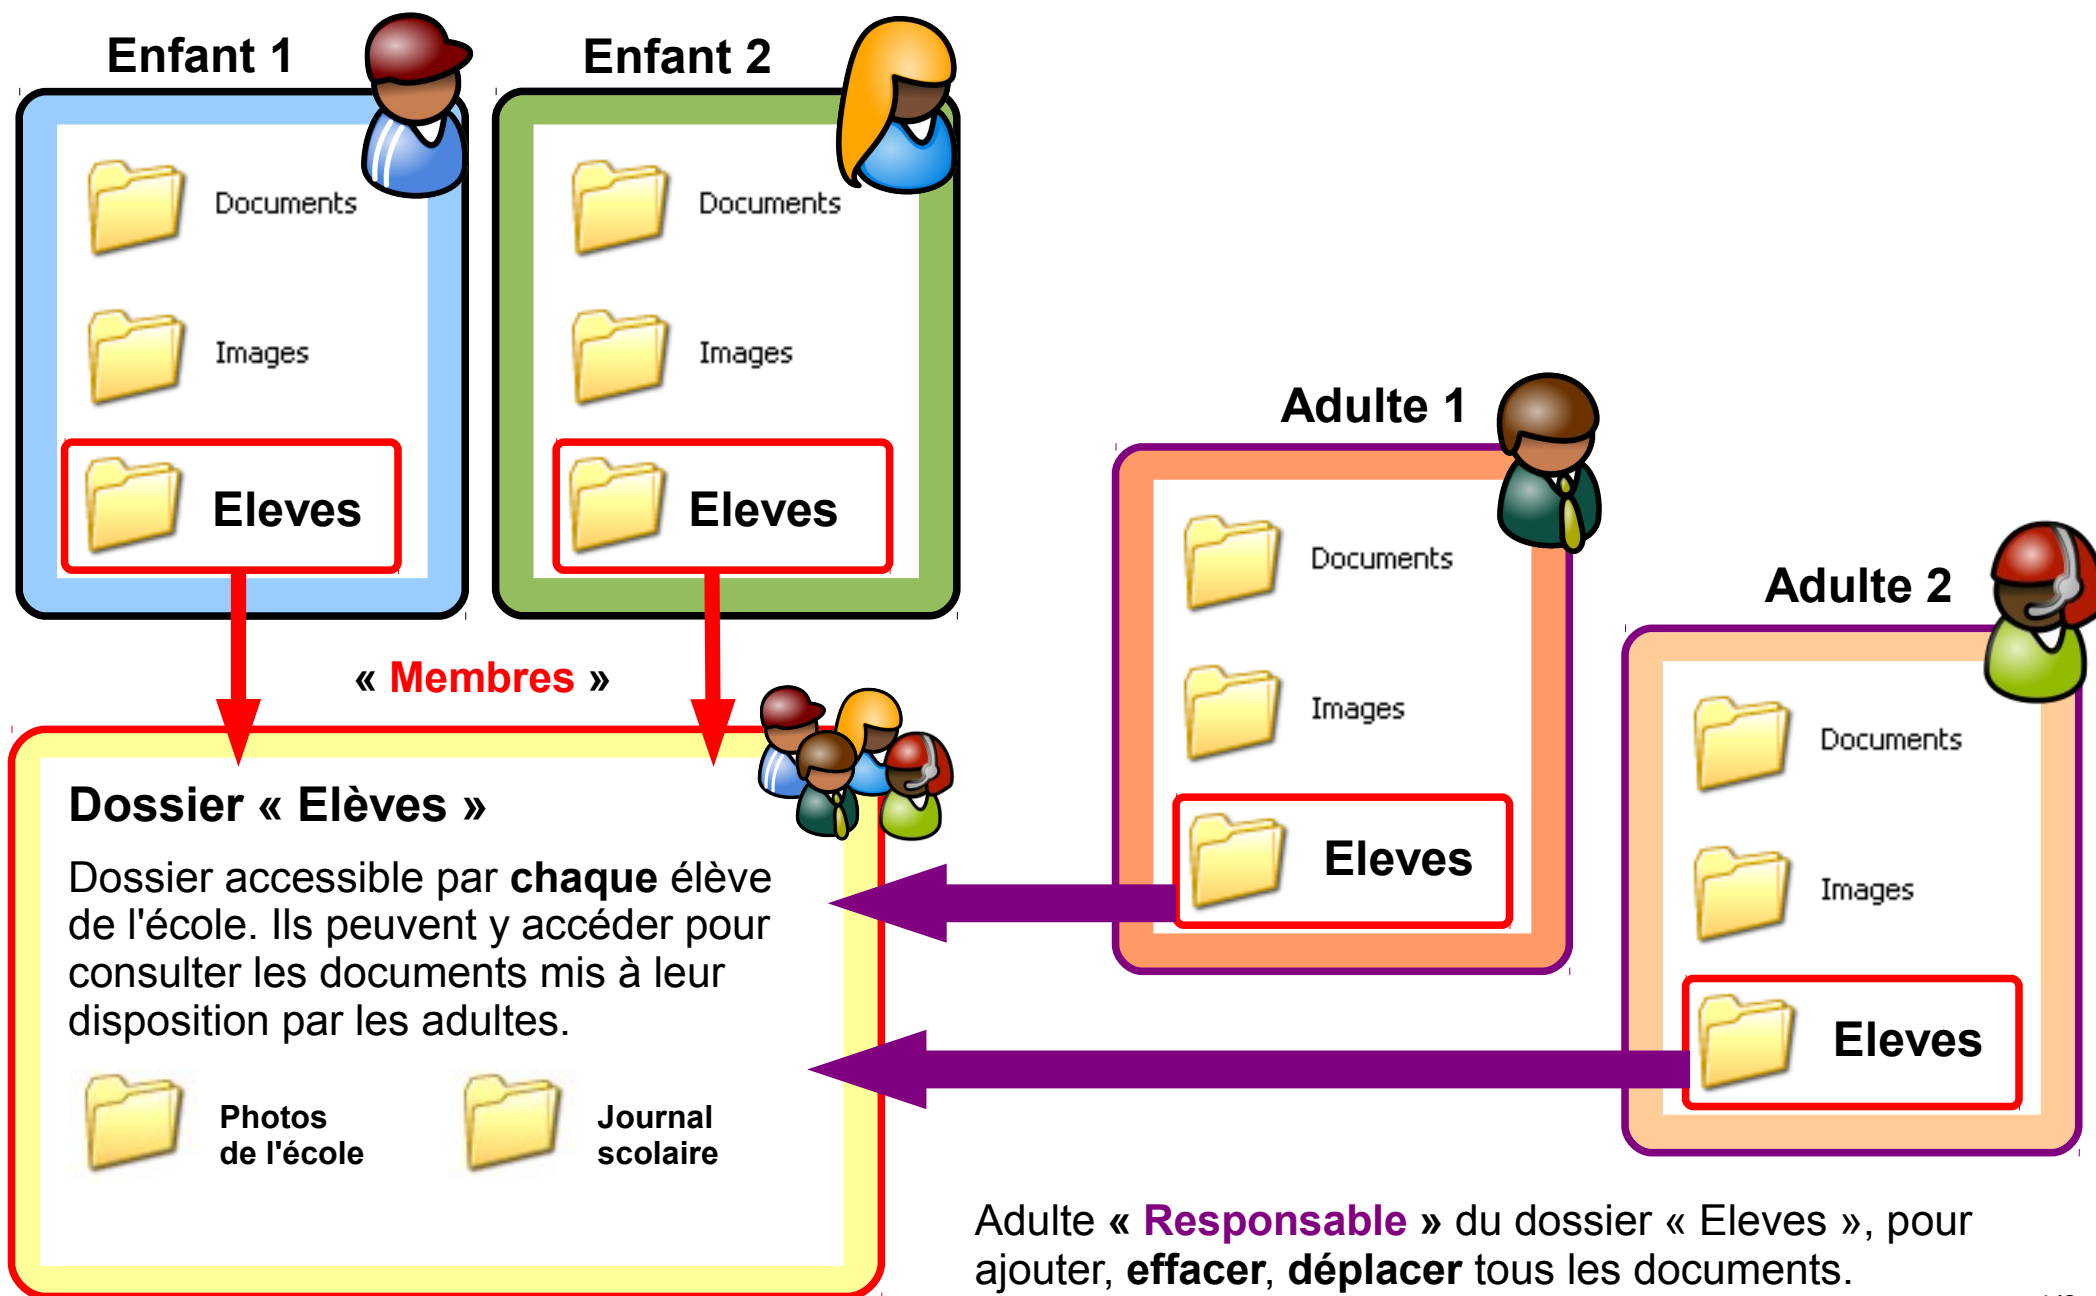 Enfant 1
Documents
Images
Eleves
Enfant 2
Documents
Images
Eleves
« Membres »
Adulte 1
Documents
Images
Eleves
Adulte 2
Documents
Images
Eleves
Dossier « Elèves »
Dossier accessible par chaque élève
de l'école. Ils peuvent y accéder pour
consulter les documents mis à leur
disposition par les adultes.
Photos
de l'école
Journal
scolaire
Adulte « Responsable » du dossier « Eleves », pour
ajouter, effacer, déplacer tous les documents.